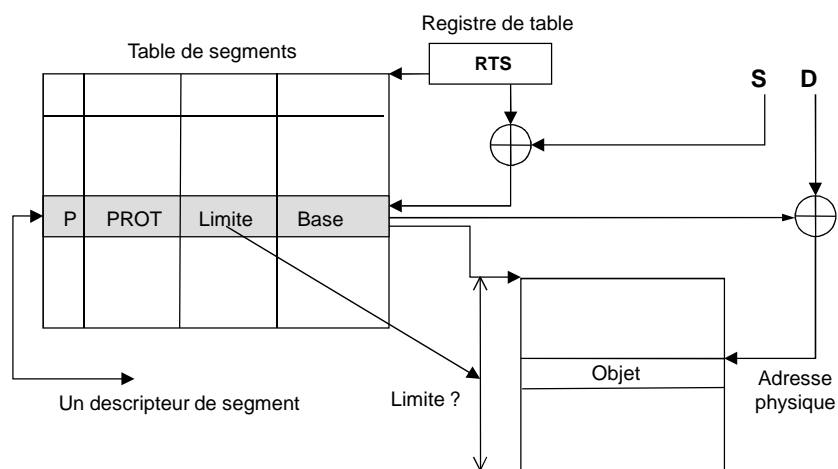 Registre de table
Table de segments
RTS
S D
P PROT Limite Base
Objet
Adresse
physique
Un descripteur de segment
Limite ?